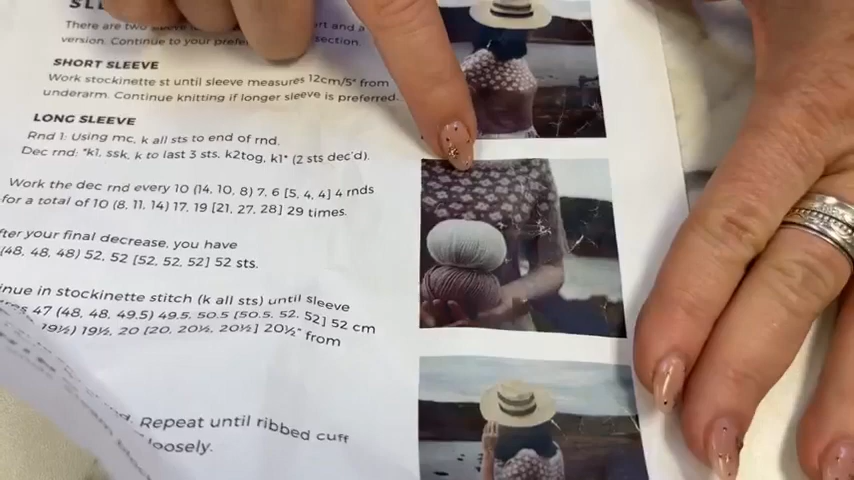 There are two
version. Continue to your section.
SHORT SLEEVE
Work stockinette st until sleeve measures 12cm/5" from
underarm. Continue knitting if longer sleeve is preferred.
LONG SLEEVE
Rnd 1: Using mc, k all sts to end of rnd.
Dec rnd: *k1, ssk, k to last 3 sts, k2tog, k1* (2 sts dec'd).
Work the dec rnd every 10 (14, 10, 8) 7, 6 [5, 4, 4] 4 rnds
for a total of 10 (8, 11, 14) 17, 19 [21, 27, 28] 29 times.
fter your final decrease, you have
(48, 48, 48) 52, 52 [52, 52, 52] 52 sts.
inue in Stockinette stitch (k all sts) until sleeve
res 47 (48, 48, 49.5) 49.5, 50.5 [50.5, 52, 52] 52 cm
19½) 19½, 20 [20, 20½, 20½] 20½" from
Repeat until ribbed cuff
loosely.